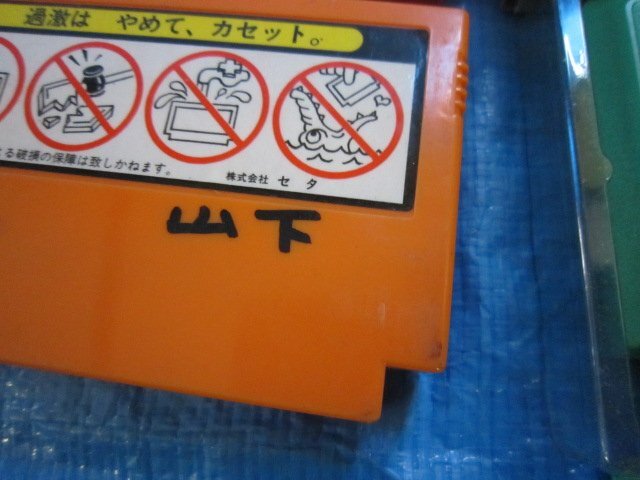 過激は やめて、カセット。
る破損の保障は致しかねます。
株式会社 セタ
山下